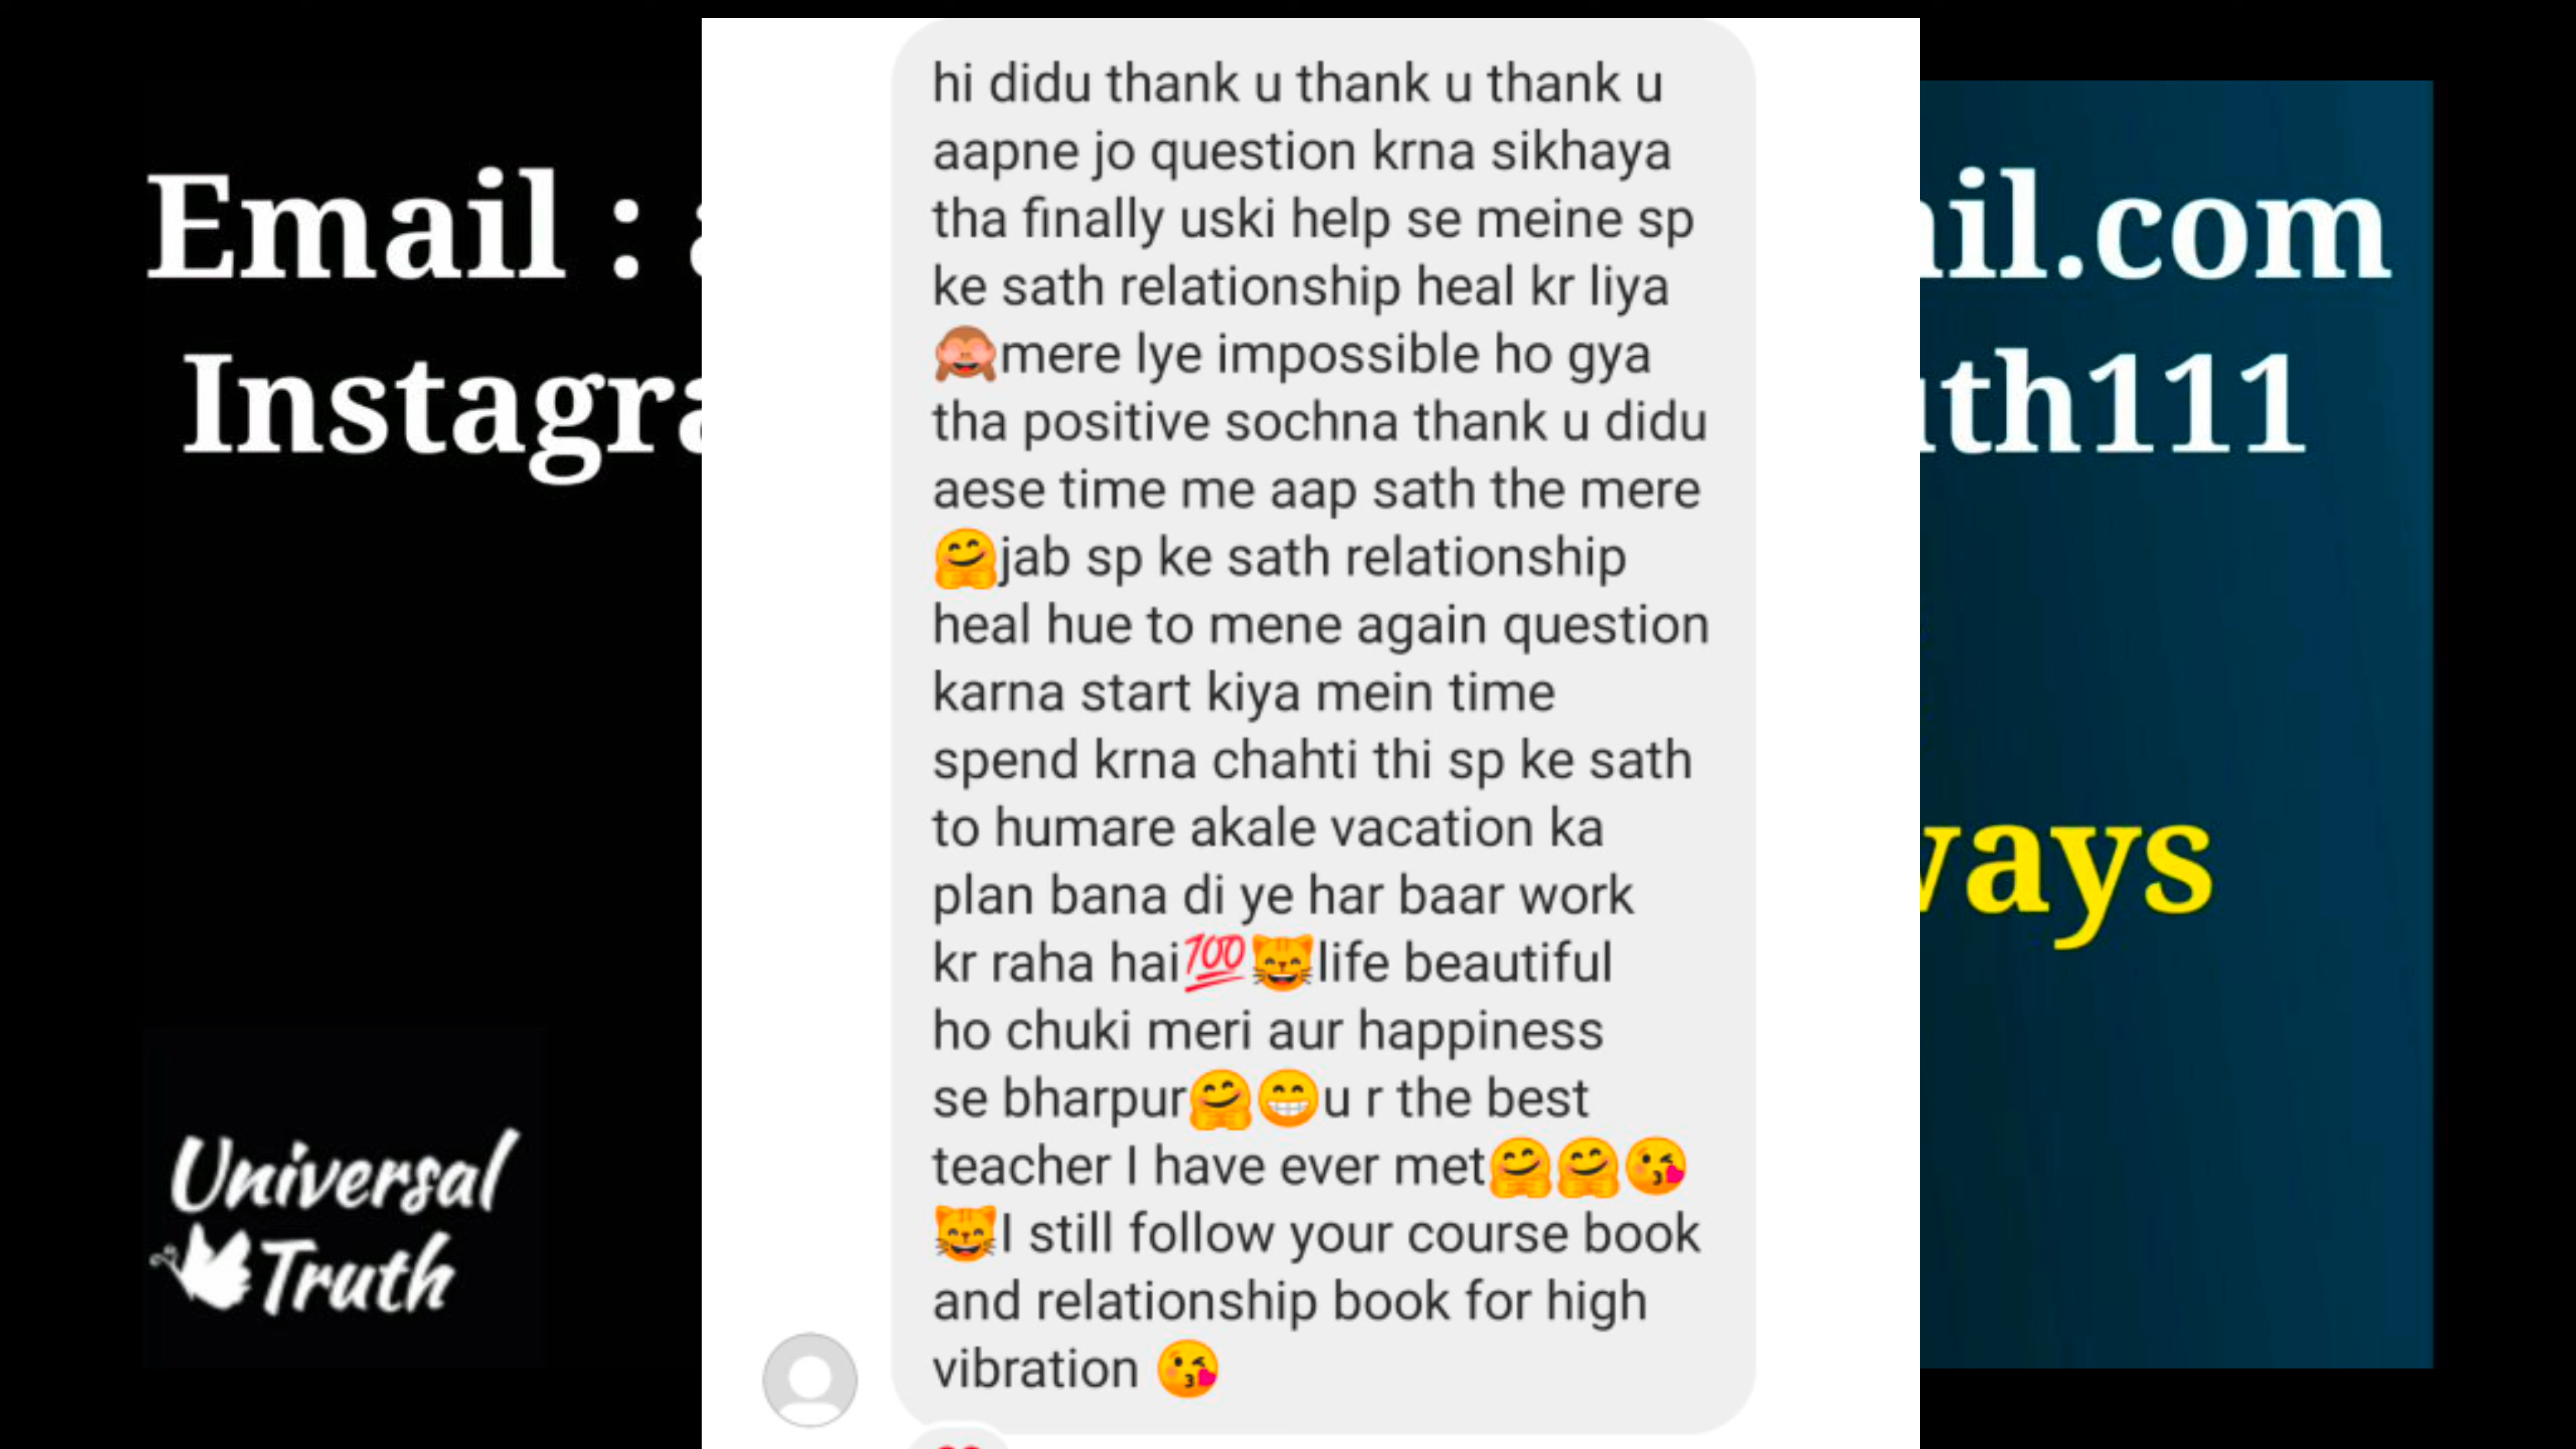 Email :
hi didu thank u thank u thank u
aapne jo question krna sikhaya
tha finally uski help se meine sp
ke sath relationship heal kr liya
🙈mere lye impossible ho gya
tha positive sochna thank u didu
aese time me aap sath the mere
🤗jab sp ke sath relationship
heal hue to mene again question
karna start kiya mein time
spend krna chahti thi sp ke sath
to humare akale vacation ka
plan bana di ye har baar work
kr raha hai💯😸life beautiful
ho chuki meri aur happiness
se bharpur🤗😁u r the best
teacher I have ever met🤗🤗😘
😸I still follow your course book
and relationship book for high
vibration 😘
Universal
Truth